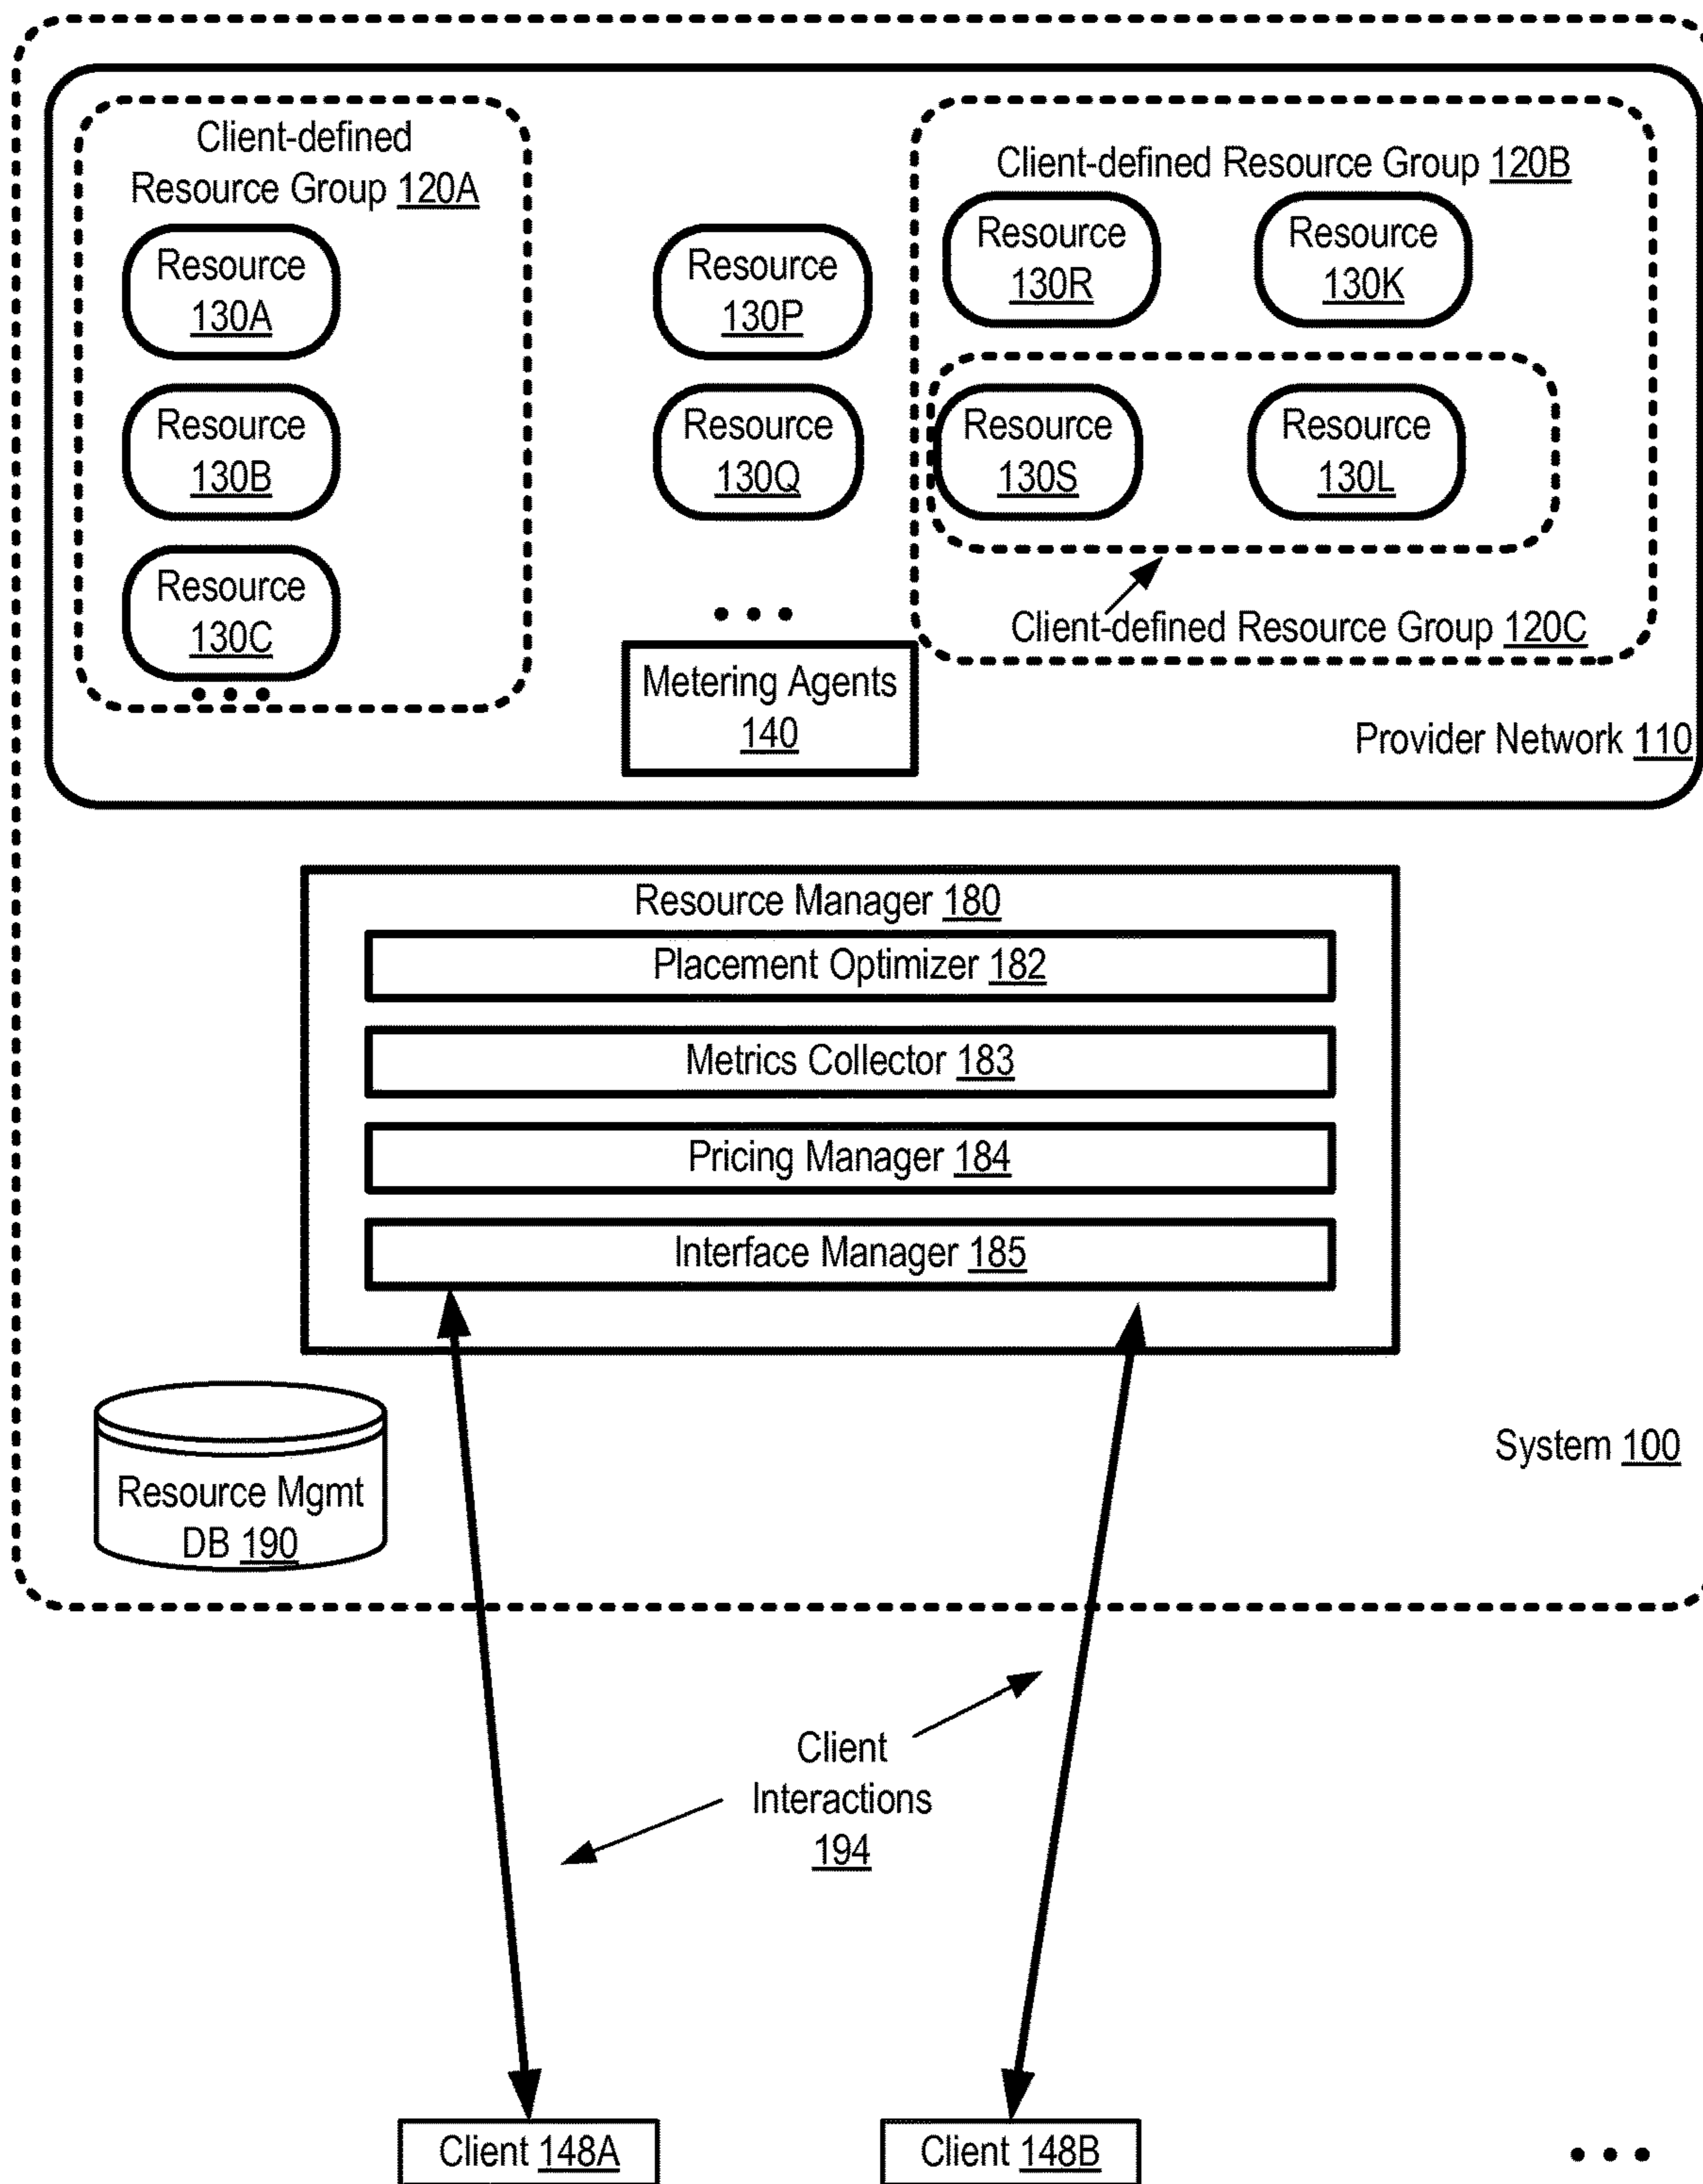 Client-defined
Resource Group 120A
Resource
130A
Resource
130B
Resource
130C
• • •
Resource
130P
Resource
130Q
• • •
Metering Agents
140
Client-defined Resource Group 120B
Resource
130R
Resource
130K
Resource
130S
Resource
130L
Client-defined Resource Group 120C
Provider Network 110
Resource Manager 180
Placement Optimizer 182
Metrics Collector 183
Pricing Manager 184
Interface Manager 185
Resource Mgmt
DB 190
System 100
Client
Interactions
194
Client 148A
Client 148B
• • •